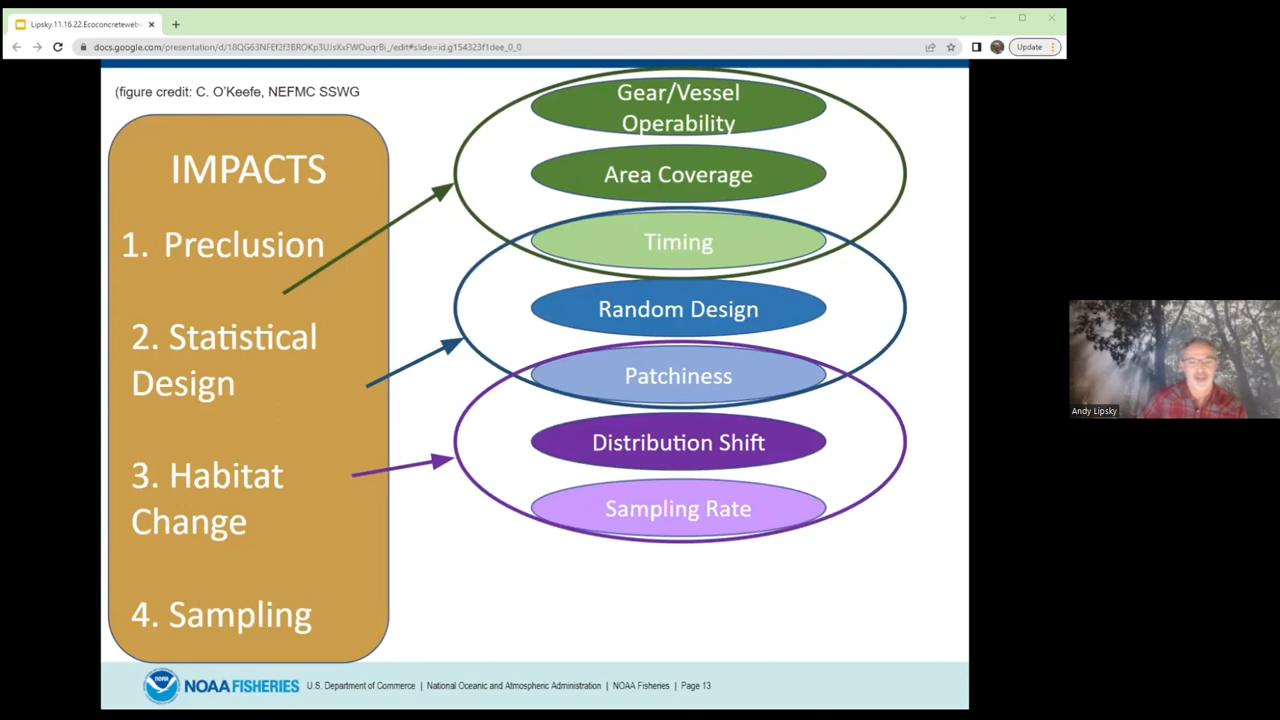 Lipsky.11.16.22.Ecoconcretewebi
docs.google.com/presentation/d/18QG63NFEf2f3BROKp3UJsXxFWOuqrBi_/edit#slide=id.g154323f1dee_0_0
Update
(figure credit: C. O'Keefe, NEFMC SSWG
IMPACTS
1. Preclusion
2. Statistical
Design
3. Habitat
Change
4. Sampling
Gear/Vessel
Operability
Area Coverage
Timing
Random Design
Patchiness
Distribution Shift
Sampling Rate
Andy Lipsky
NOAA FISHERIES
U.S. Department of Commerce | National Oceanic and Atmospheric Administration | NOAA Fisheries | Page 13